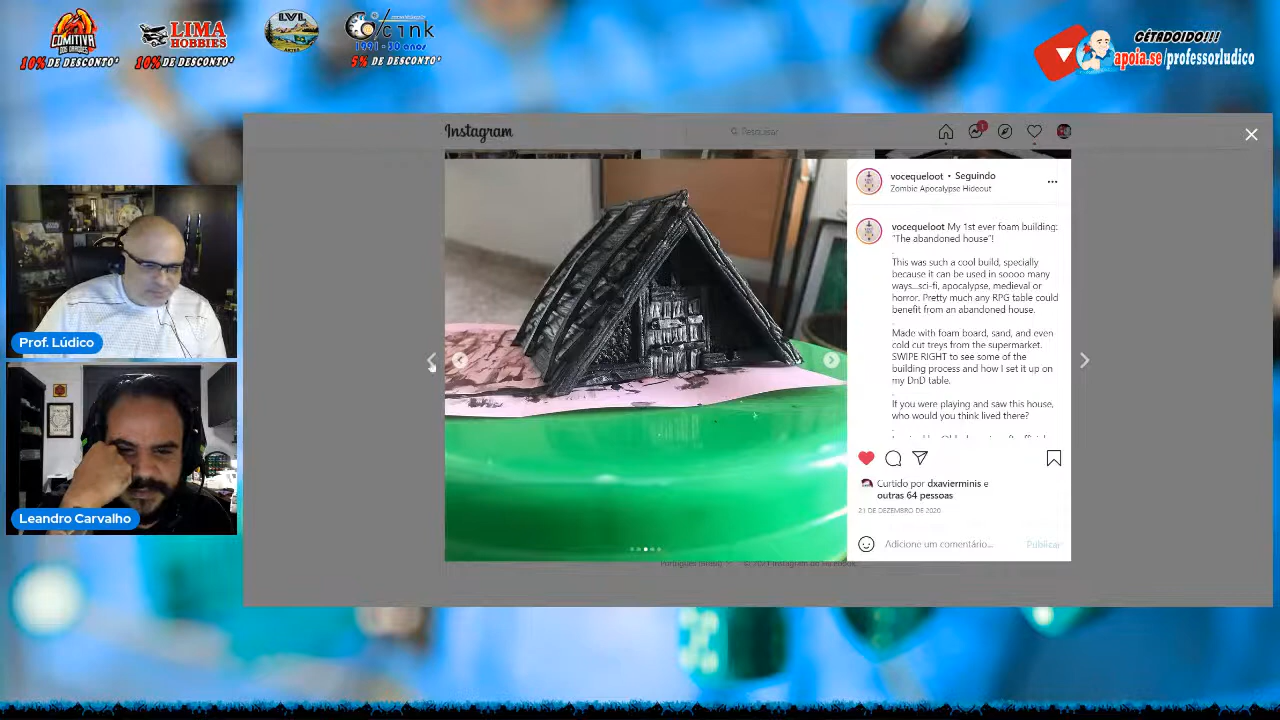 COMITIVA
DOS DRAGÕES
10% DE DESCONTO*
LIMA
HOBBIES
10% DE DESCONTO*
LVL
1991 - 30 anos
5% DE DESCONTO*
GÊTADOIDO!!!
apoia.se/professorludico
Instagram
Pesquisar
1
vocequeloot • Seguindo
Zombie Apocalypse Hideout
vocequeloot My 1st ever foam building:
"The abandoned house"!
.
This was such a cool build, specially
because it can be used in soooo many
ways...sci-fi, apocalypse, medieval or
horror. Pretty much any RPG table could
benefit from an abandoned house.
.
Made with foam board, sand, and even
cold cut treys from the supermarket.
SWIPE RIGHT to see some of the
building process and how I set it up on
my DnD table.
.
If you were playing and saw this house,
who would you think lived there?
.
Curtido por dxavierminis e
outras 64 pessoas
21 DE DEZEMBRO DE 2020
Adicione um comentário...
Publicar
Prof. Lúdico
Leandro Carvalho